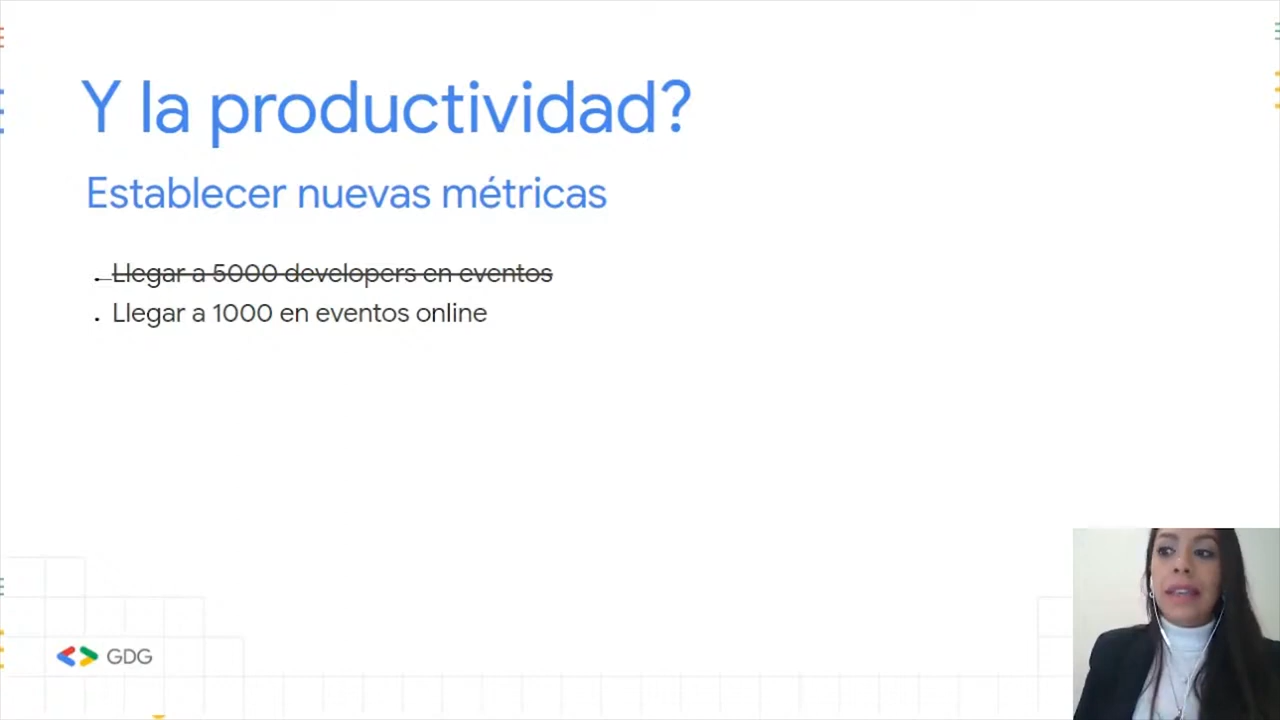 Y la productividad?
Establecer nuevas métricas
. Llegar a 5000 developers en eventos
. Llegar a 1000 en eventos online
GDG